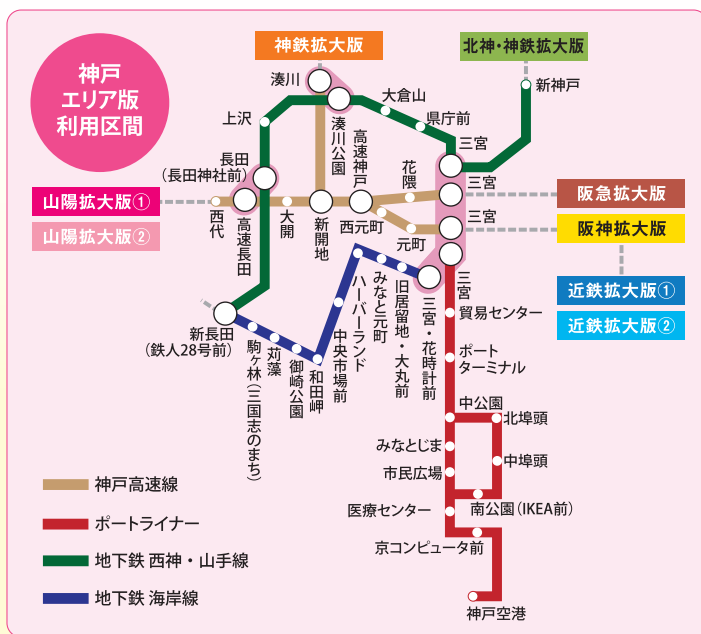 神鉄拡大版
北神・神鉄拡大版
神戸
エリア版
利用区間
湊川
大倉山
新神戸
上沢
県庁前
湊川公園
高速神戸
三宮
長田
(長田神社前)
花隈
三宮
阪急拡大版
山陽拡大版①
西代
高速長田
大開
新開地
西元町
元町
三宮
阪神拡大版
山陽拡大版②
三宮
近鉄拡大版①
近鉄拡大版②
新長田
(鉄人28号前)
駒ヶ林(三国志のまち)
苅藻
御崎公園
和田岬
中央市場前
ハーバーランド
みなと元町
旧居留地・大丸前
三宮・花時計前
貿易センター
ポート
ターミナル
中公園
北埠頭
みなとじま
中埠頭
市民広場
南公園(IKEA前)
医療センター
京コンピュータ前
神戸空港
神戸高速線
ポートライナー
地下鉄 西神・山手線
地下鉄 海岸線